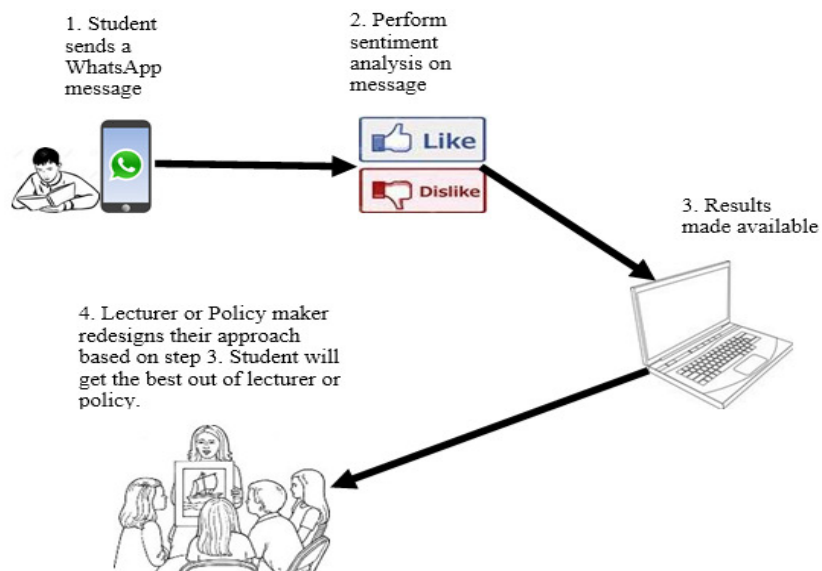 1. Student
sends a
WhatsApp
message
2. Perform
sentiment
analysis on
message
Like
Dislike
3. Results
made available
4. Lecturer or Policy maker
redesigns their approach
based on step 3. Student will
get the best out of lecturer or
policy.